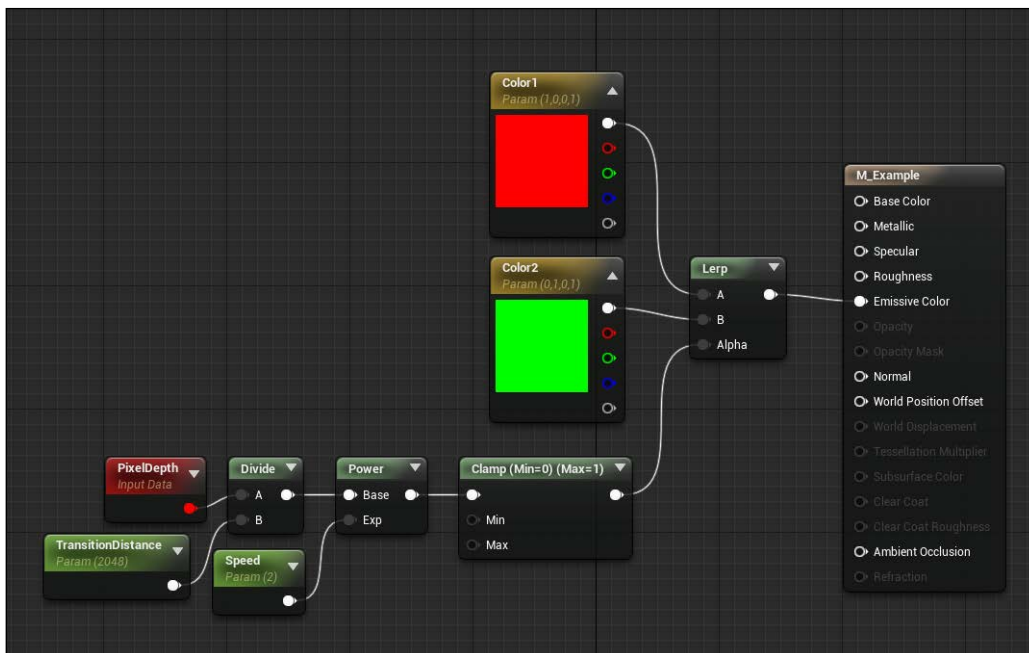 Color1
Param (1,0,0,1)
Color2
Param (0,1,0,1)
Lerp
A
B
Alpha
M_Example
Base Color
Metallic
Specular
Roughness
Emissive Color
Opacity
Opacity Mask
Normal
World Position Offset
World Displacement
Tessellation Multiplier
Subsurface Color
Clear Coat
Clear Coat Roughness
Ambient Occlusion
Refraction
PixelDepth
Input Data
TransitionDistance
Param (2048)
Divide
A
B
Speed
Param (2)
Power
Base
Exp
Clamp (Min=0) (Max=1)
Min
Max